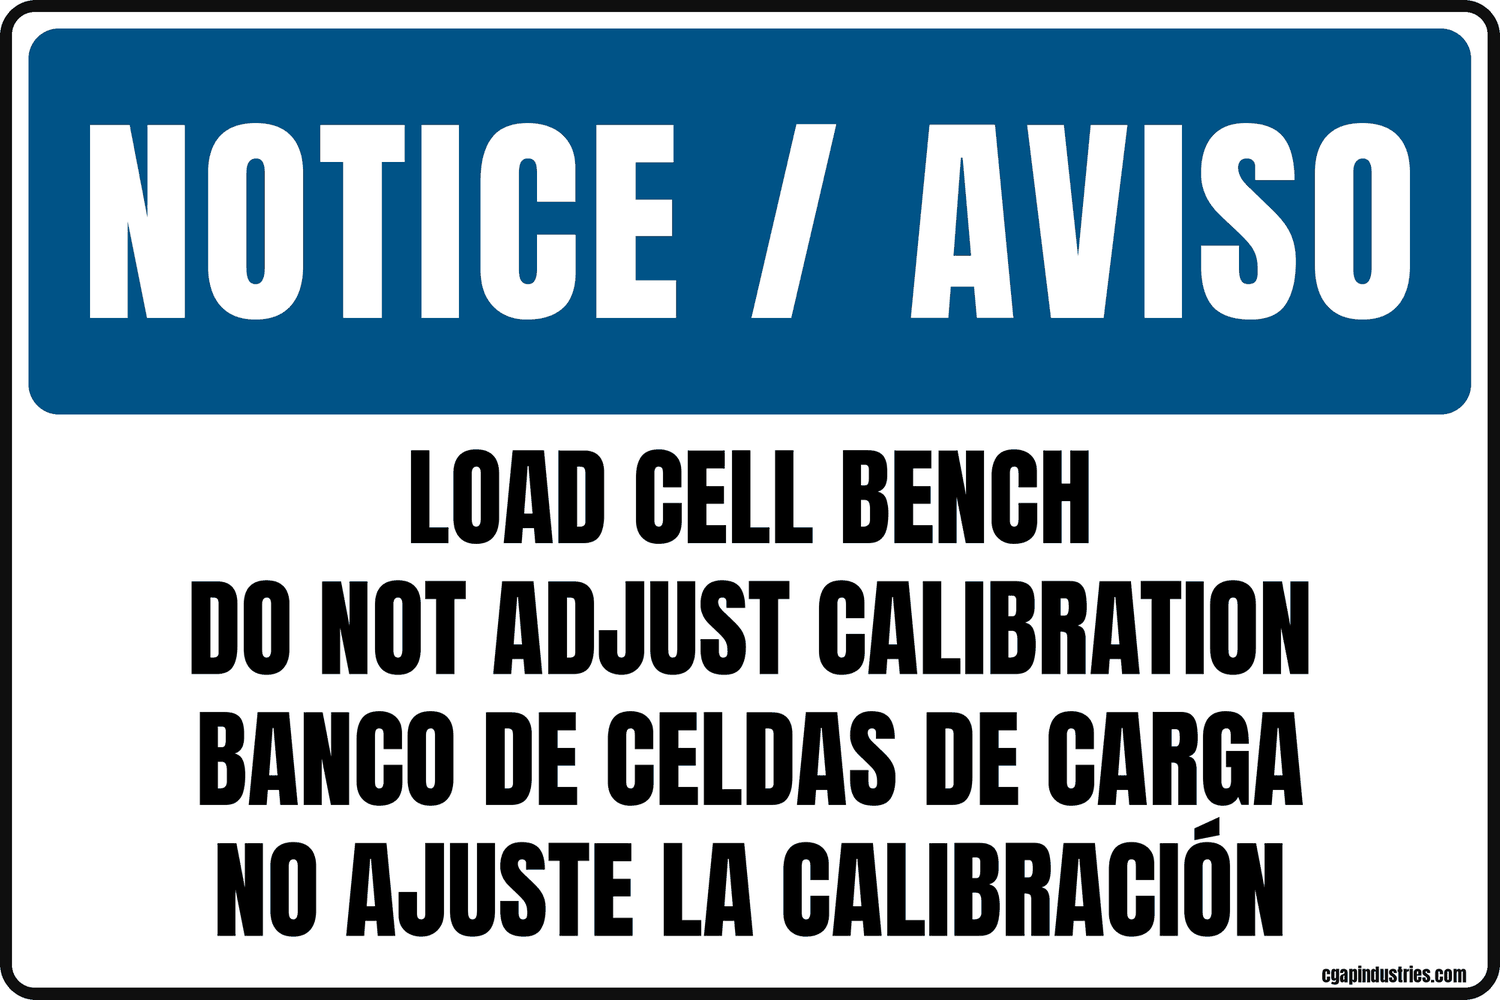 NOTICE / AVISO
LOAD CELL BENCH
DO NOT ADJUST CALIBRATION
BANCO DE CELDAS DE CARGA
NO AJUSTE LA CALIBRACIÓN
cgapindustries.com